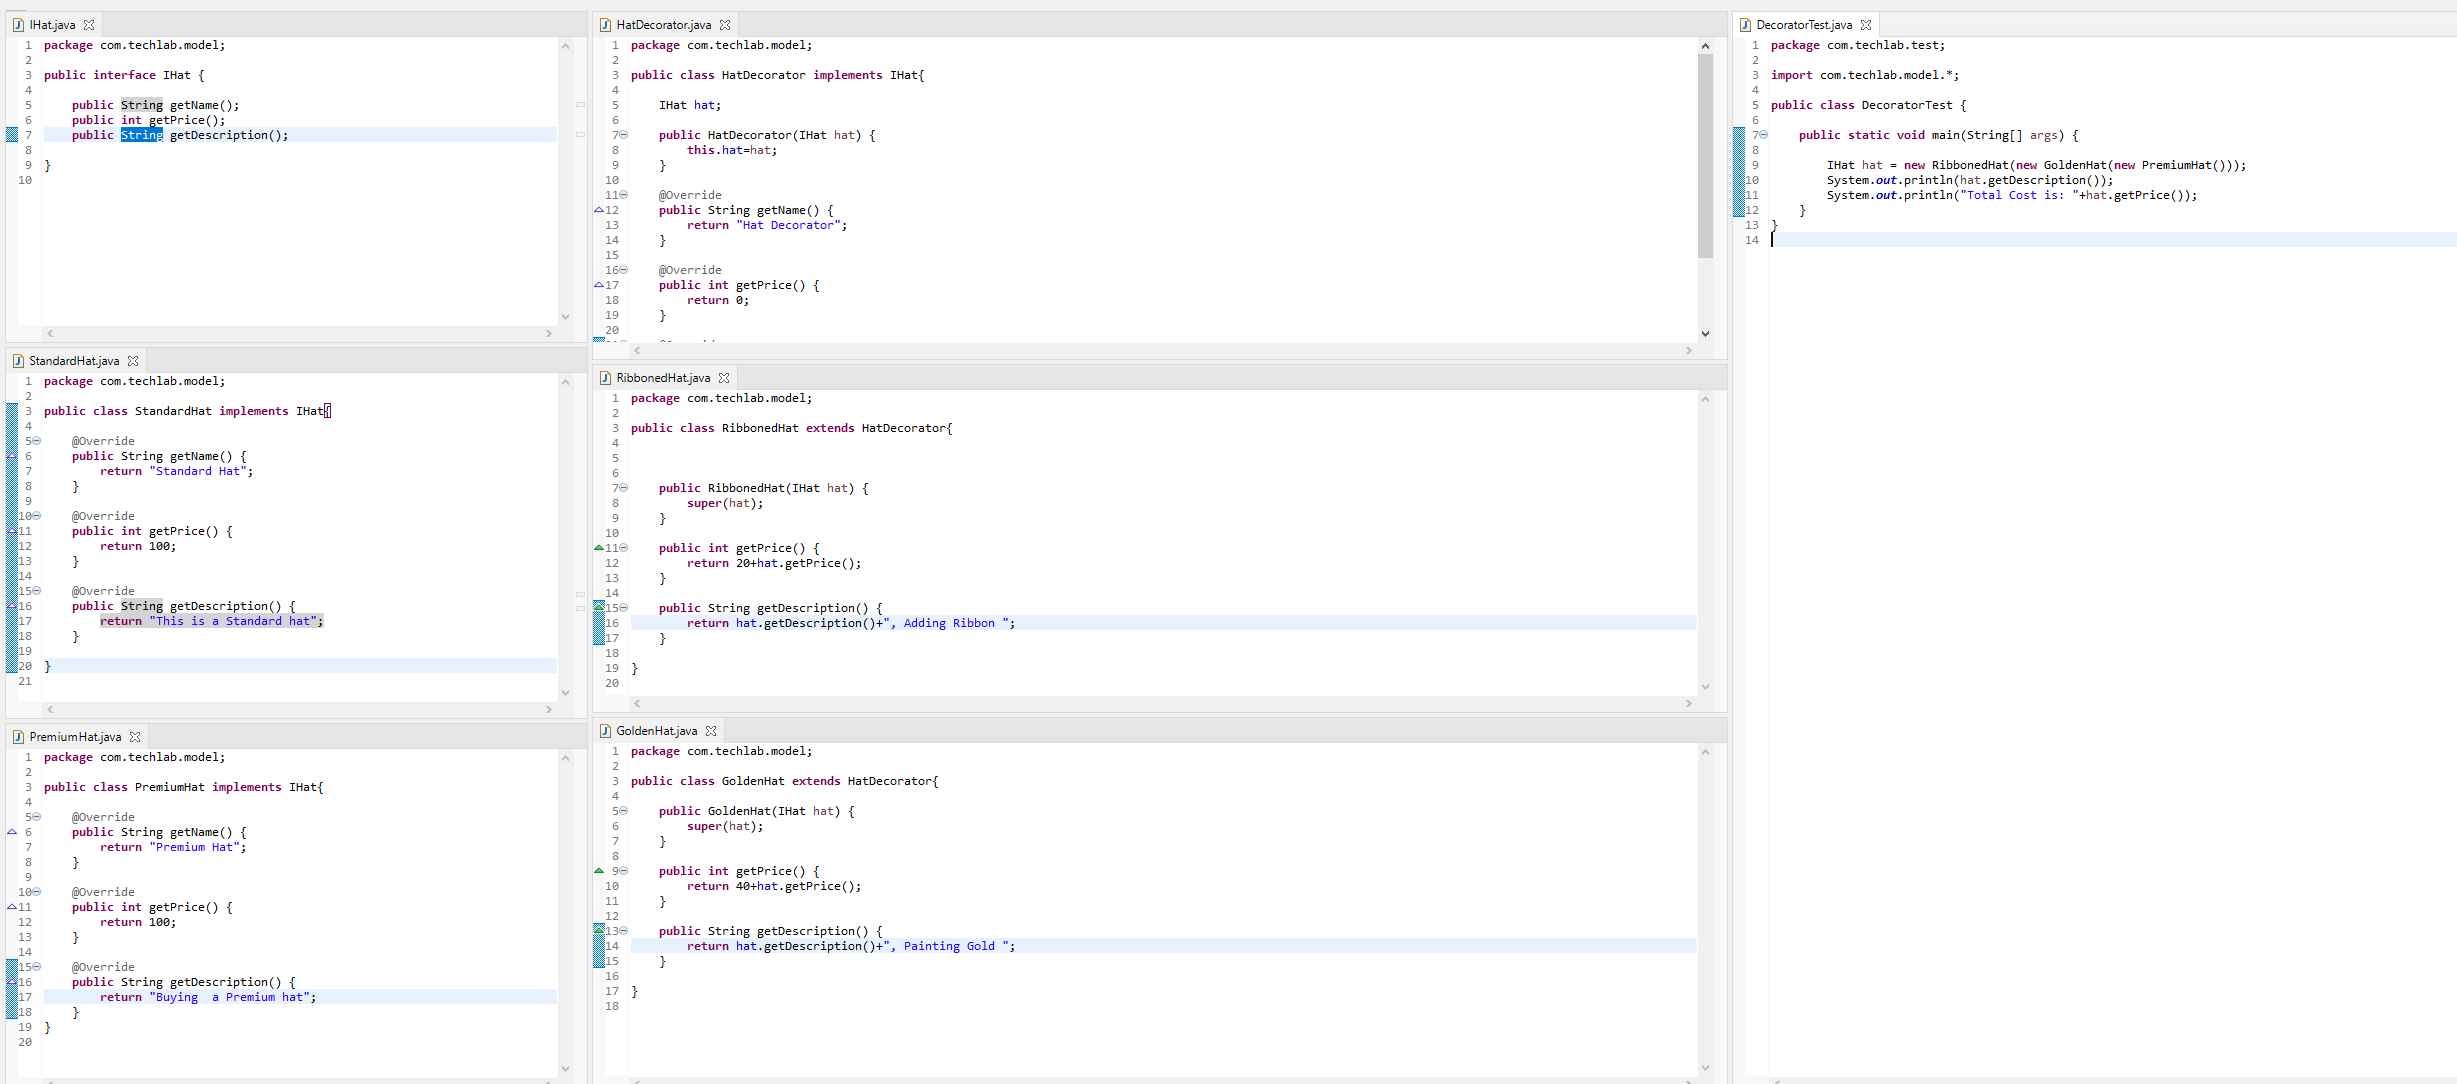 IHat.java
1 package com.techlab.model;
2
3 public interface IHat {
4
5     public String getName();
6     public int getPrice();
7     public String getDescription();
8
9 }
10
StandardHat.java
1 package com.techlab.model;
2
3 public class StandardHat implements IHat{
4
5     @Override
6     public String getName() {
7         return "Standard Hat";
8     }
9
10     @Override
11     public int getPrice() {
12         return 100;
13     }
14
15     @Override
16     public String getDescription() {
17         return "This is a Standard hat";
18     }
19
20 }
21
PremiumHat.java
1 package com.techlab.model;
2
3 public class PremiumHat implements IHat{
4
5     @Override
6     public String getName() {
7         return "Premium Hat";
8     }
9
10     @Override
11     public int getPrice() {
12         return 100;
13     }
14
15     @Override
16     public String getDescription() {
17         return "Buying  a Premium hat";
18     }
19 }
20
HatDecorator.java
1 package com.techlab.model;
2
3 public class HatDecorator implements IHat{
4
5     IHat hat;
6
7     public HatDecorator(IHat hat) {
8         this.hat=hat;
9     }
10
11     @Override
12     public String getName() {
13         return "Hat Decorator";
14     }
15
16     @Override
17     public int getPrice() {
18         return 0;
19     }
20
RibbonedHat.java
1 package com.techlab.model;
2
3 public class RibbonedHat extends HatDecorator{
4
5
6
7     public RibbonedHat(IHat hat) {
8         super(hat);
9     }
10
11     public int getPrice() {
12         return 20+hat.getPrice();
13     }
14
15     public String getDescription() {
16         return hat.getDescription()+", Adding Ribbon ";
17     }
18
19 }
20
GoldenHat.java
1 package com.techlab.model;
2
3 public class GoldenHat extends HatDecorator{
4
5     public GoldenHat(IHat hat) {
6         super(hat);
7     }
8
9     public int getPrice() {
10         return 40+hat.getPrice();
11     }
12
13     public String getDescription() {
14         return hat.getDescription()+", Painting Gold ";
15     }
16
17 }
18
DecoratorTest.java
1 package com.techlab.test;
2
3 import com.techlab.model.*;
4
5 public class DecoratorTest {
6
7     public static void main(String[] args) {
8
9         IHat hat = new RibbonedHat(new GoldenHat(new PremiumHat()));
10         System.out.println(hat.getDescription());
11         System.out.println("Total Cost is: "+hat.getPrice());
12     }
13 }
14